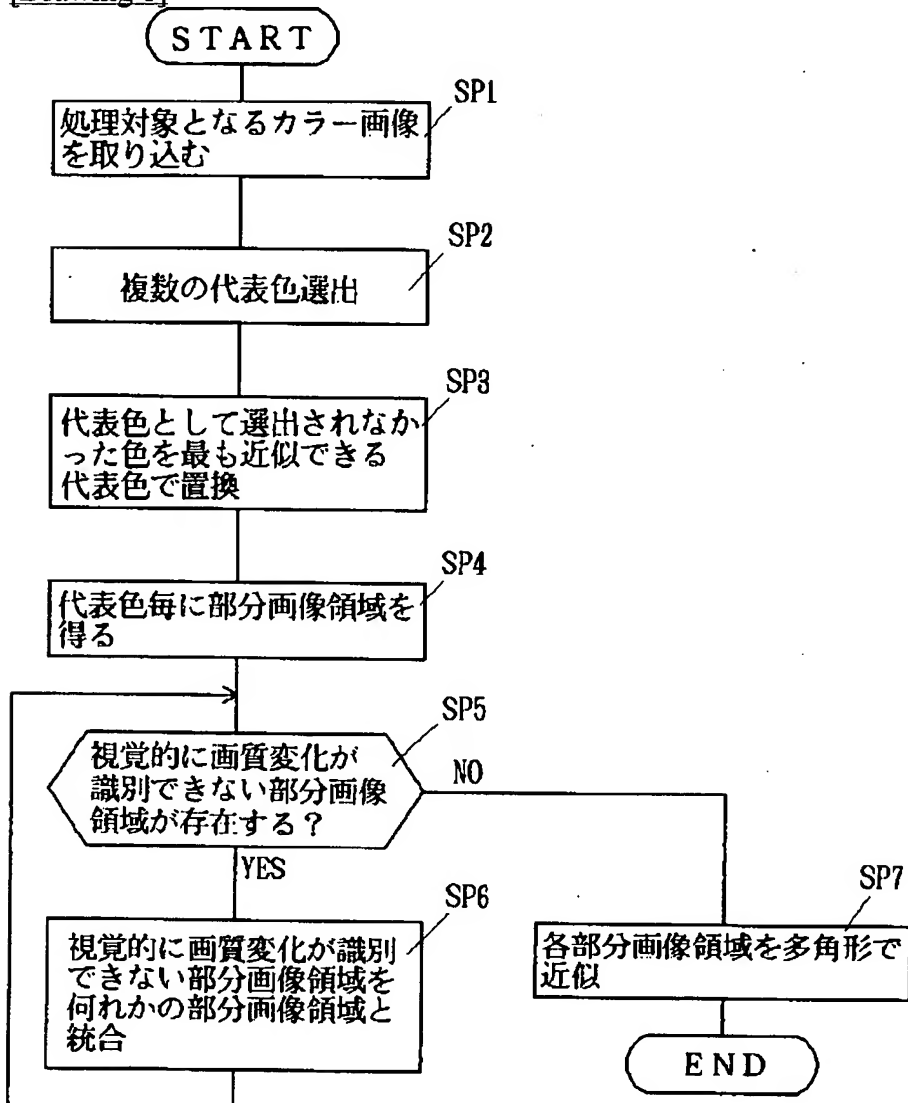 START
SP1
処理対象となるカラー画像
を取り込む
SP2
複数の代表色選出
SP3
代表色として選出されなか
った色を最も近似できる
代表色で置換
SP4
代表色毎に部分画像領域を
得る
SP5
視覚的に画質変化が
識別できない部分画像
領域が存在する？
NO
YES
SP6
視覚的に画質変化が識別
できない部分画像領域を
何れかの部分画像領域と
統合
SP7
各部分画像領域を多角形で
近似
END